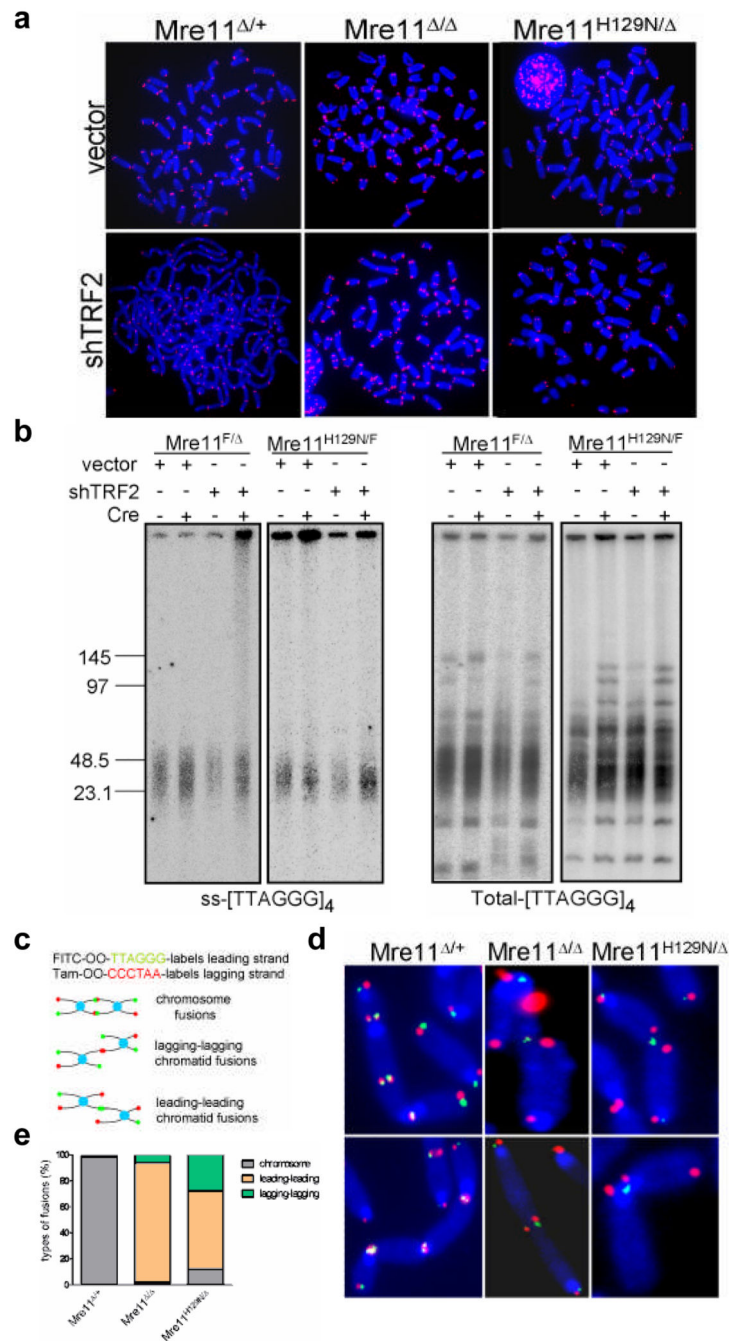 a
Mre11Δ/+ Mre11Δ/Δ Mre11H129N/Δ
vector
shTRF2
b
Mre11F/Δ Mre11H129N/F Mre11F/Δ Mre11H129N/F
vector + + - - + + - - + + - - + + - -
shTRF2 - - + + - - + + - - + + - - + +
Cre - + - + - + - + - + - + - + - +
145
97
48.5
23.1
ss-[TTAGGG]4 Total-[TTAGGG]4
c
FITC-OO-TTAGGG-labels leading strand
Tam-OO-CCCTAA-labels lagging strand
chromosome
fusions
lagging-lagging
chromatid fusions
leading-leading
chromatid fusions
d
Mre11Δ/+ Mre11Δ/Δ Mre11H129N/Δ
e
types of fusions (%)
100
80
60
40
20
0
chromosome
leading-leading
lagging-lagging
Mre11Δ/+
Mre11Δ/Δ
Mre11H129N/Δ